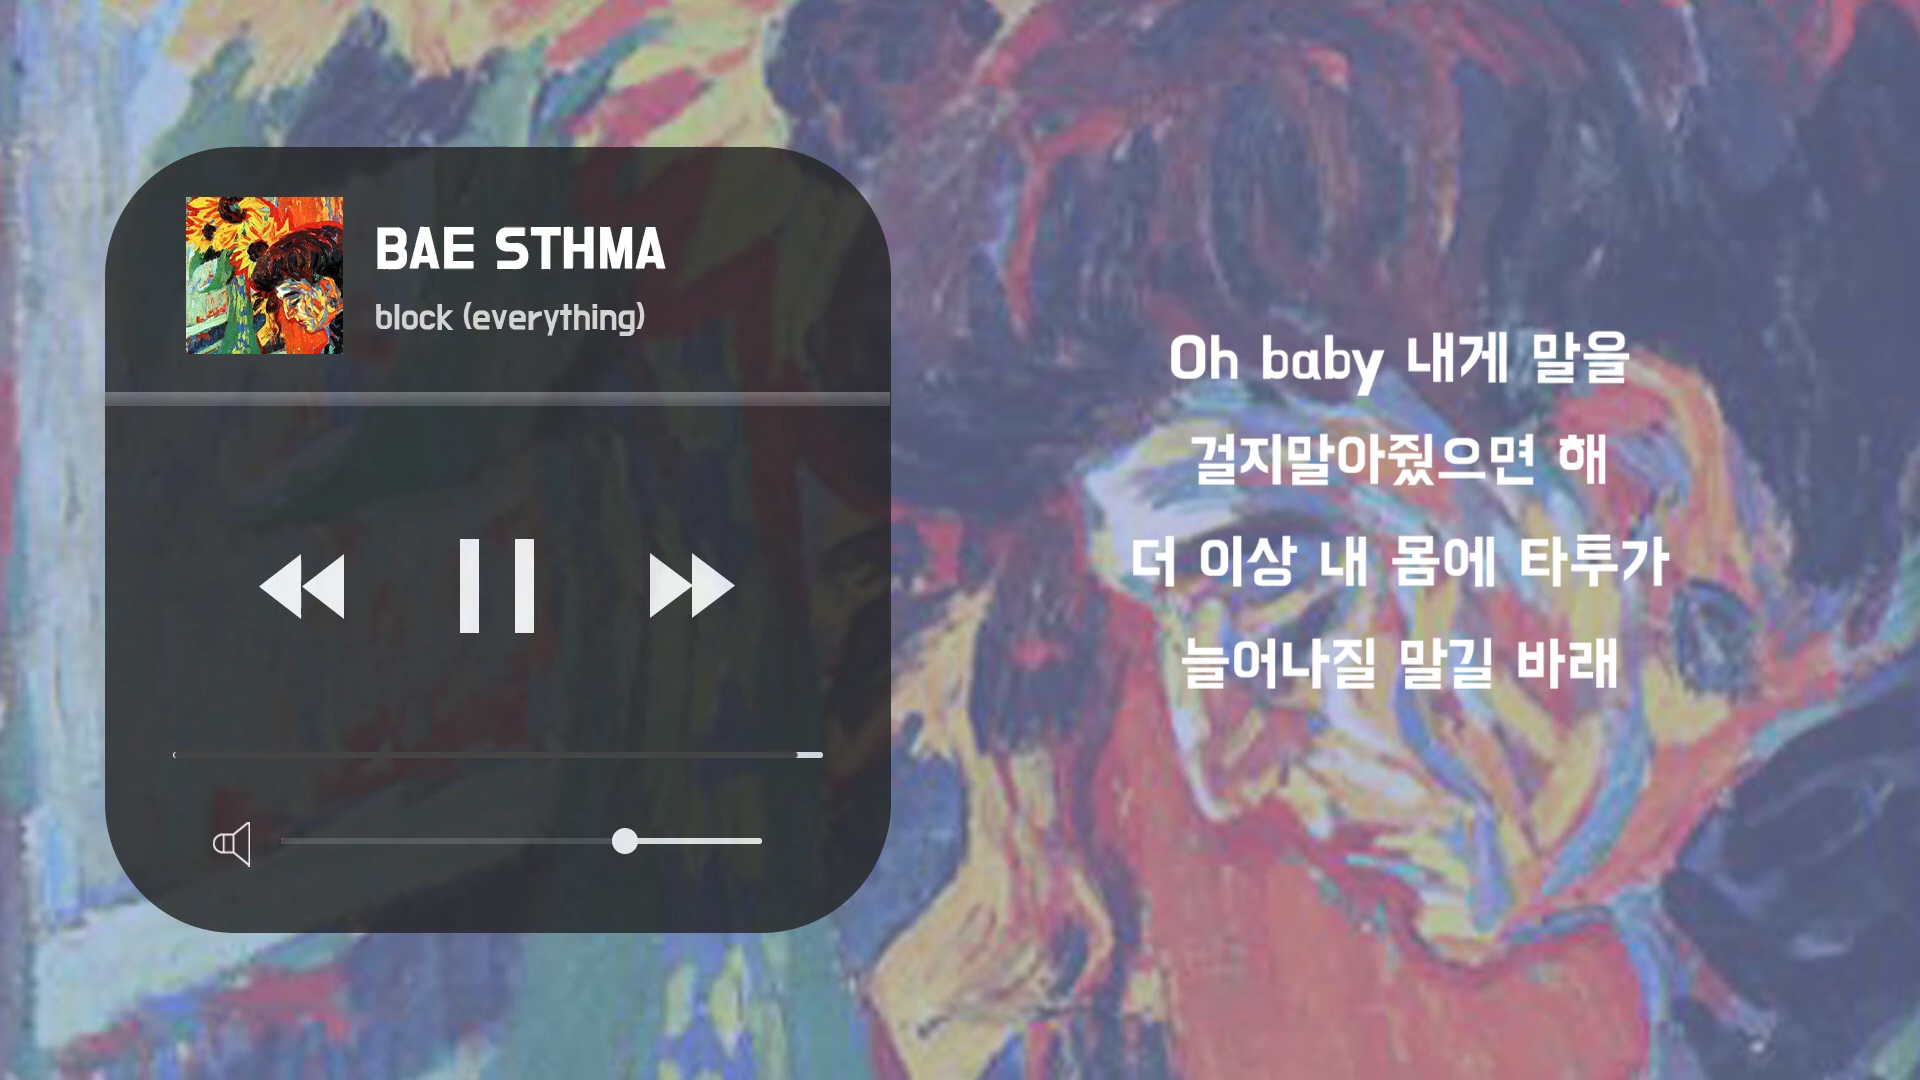 BAE STHMA
block (everything)
Oh baby 내게 말을
걸지말아줬으면 해
더 이상 내 몸에 타투가
늘어나질 말길 바래